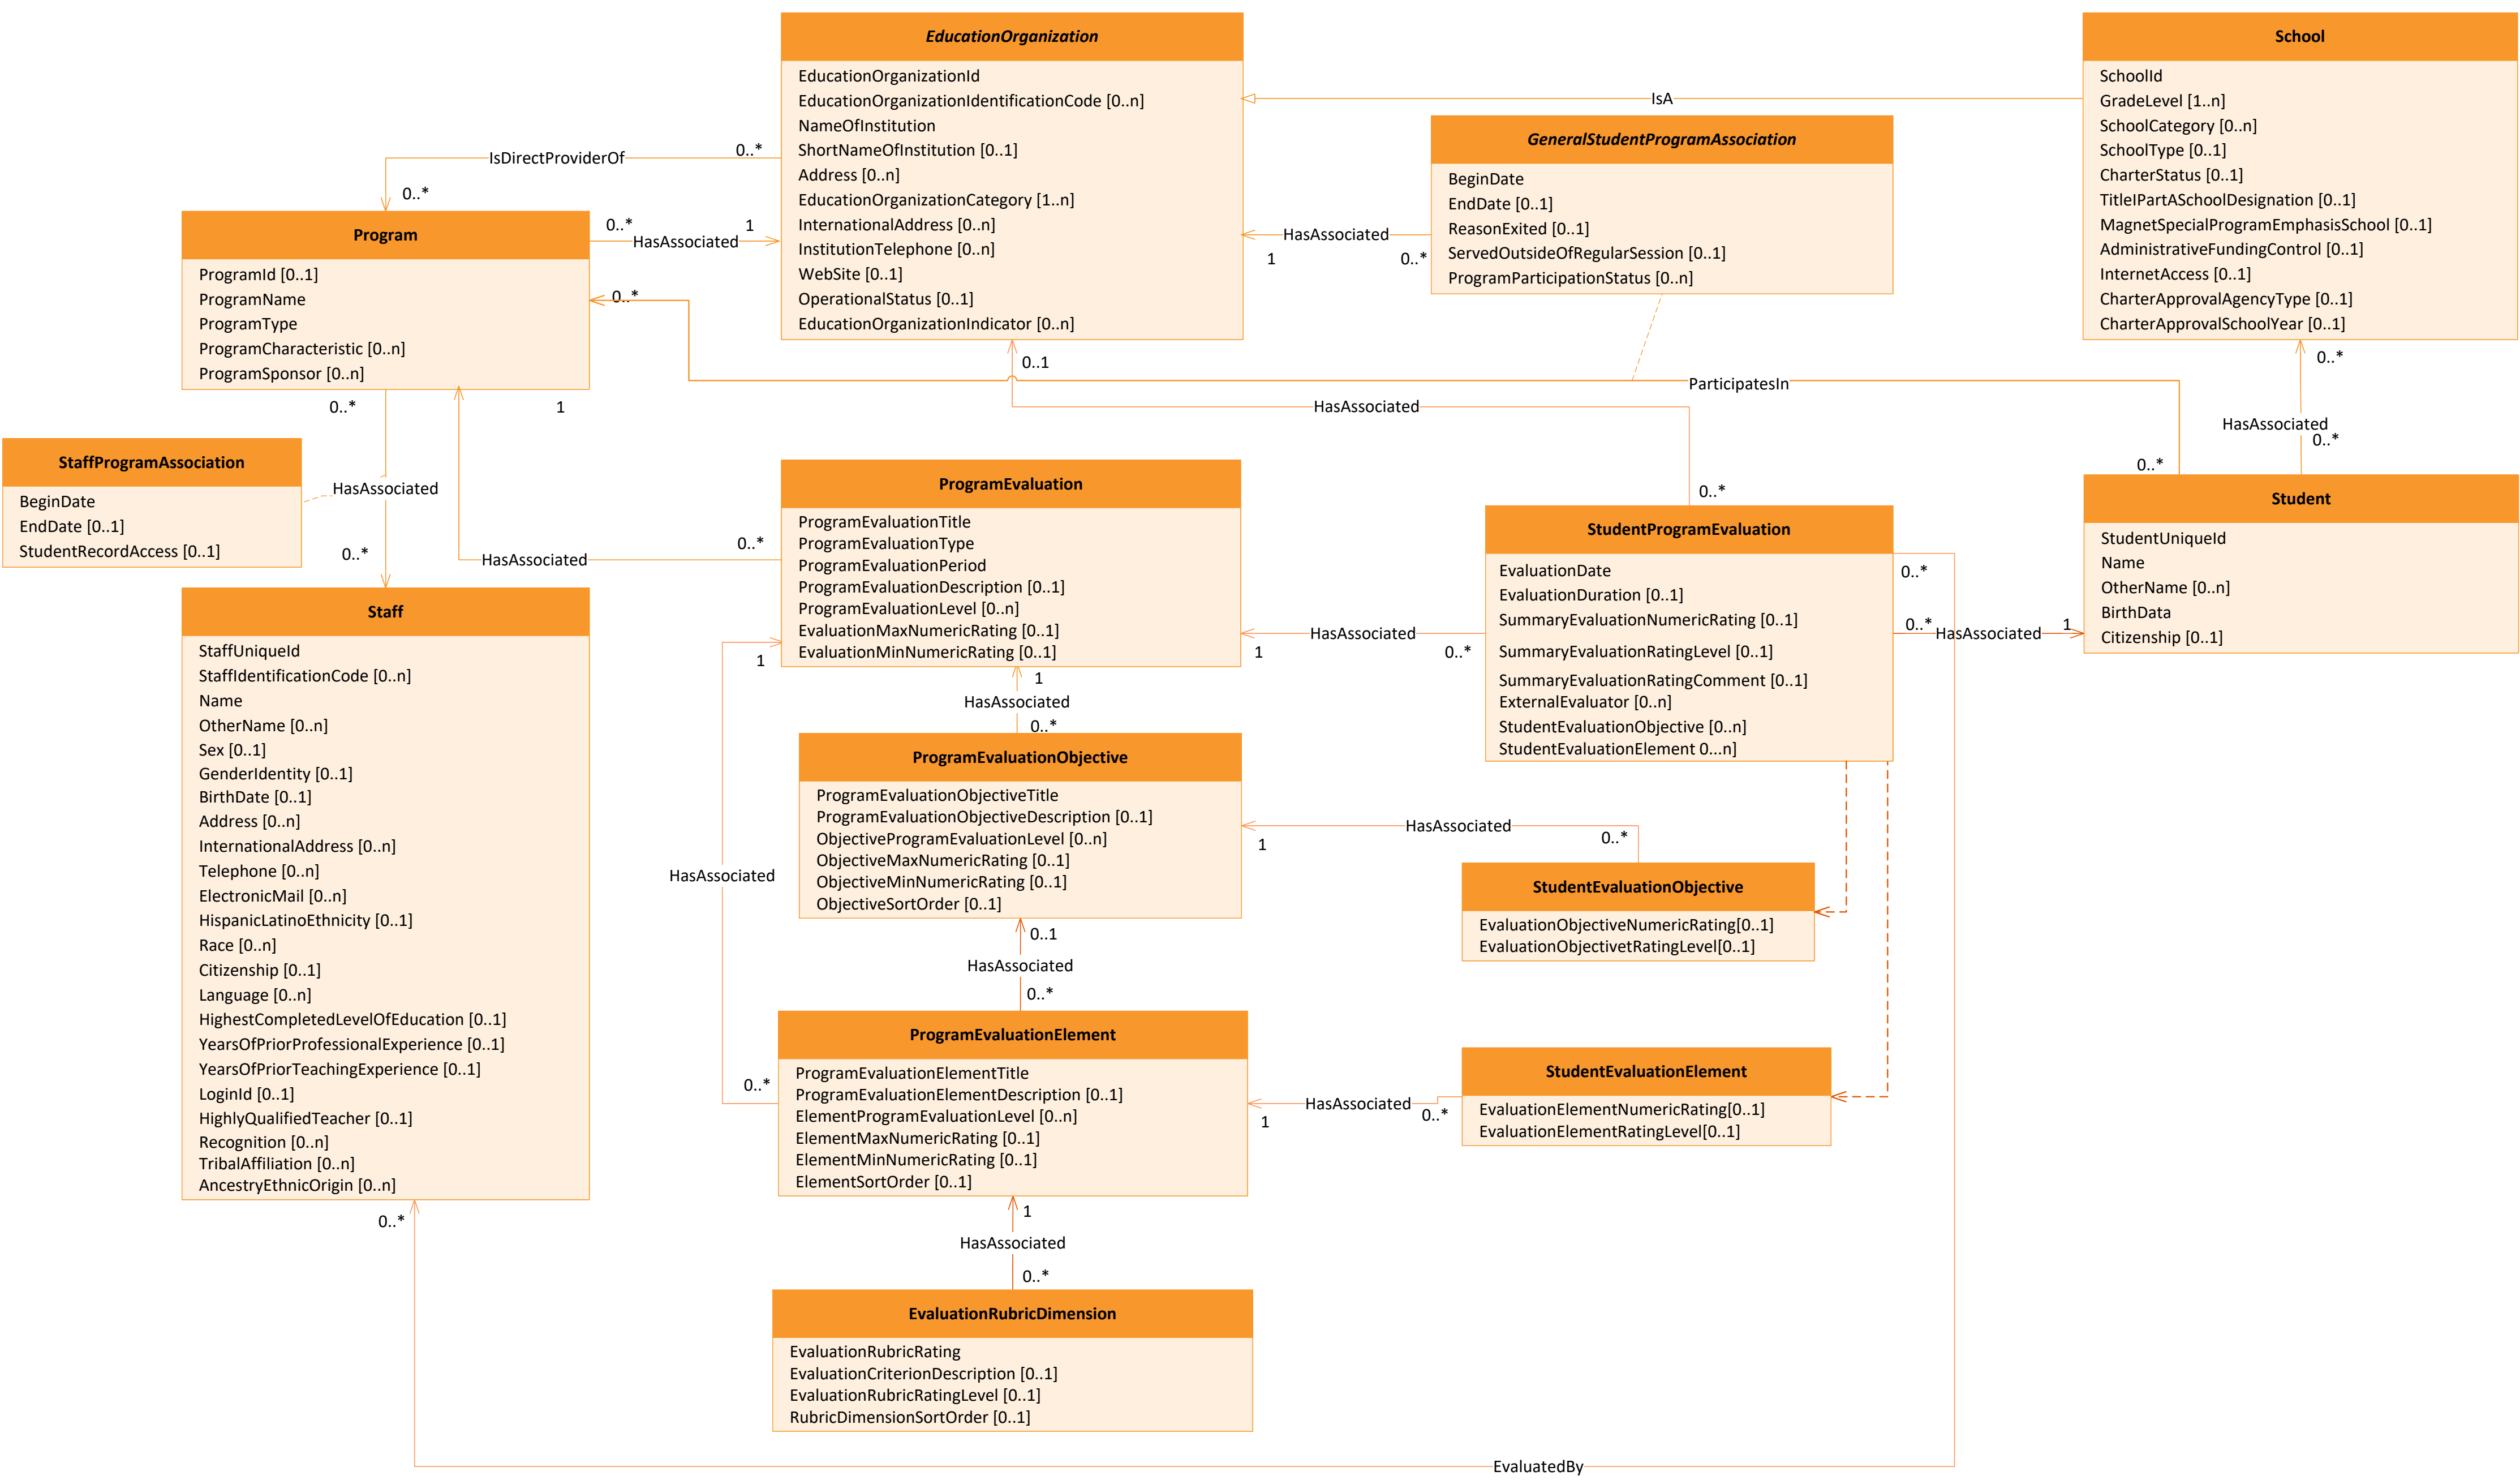 EducationOrganization
EducationOrganizationId
EducationOrganizationIdentificationCode [0..n]
NameOfInstitution
ShortNameOfInstitution [0..1]
Address [0..n]
EducationOrganizationCategory [1..n]
InternationalAddress [0..n]
InstitutionTelephone [0..n]
WebSite [0..1]
OperationalStatus [0..1]
EducationOrganizationIndicator [0..n]
IsA
School
SchoolId
GradeLevel [1..n]
SchoolCategory [0..n]
SchoolType [0..1]
CharterStatus [0..1]
TitleIPartASchoolDesignation [0..1]
MagnetSpecialProgramEmphasisSchool [0..1]
AdministrativeFundingControl [0..1]
InternetAccess [0..1]
CharterApprovalAgencyType [0..1]
CharterApprovalSchoolYear [0..1]
GeneralStudentProgramAssociation
BeginDate
EndDate [0..1]
ReasonExited [0..1]
ServedOutsideOfRegularSession [0..1]
ProgramParticipationStatus [0..n]
HasAssociated
1
0..*
IsDirectProviderOf
0..*
0..*
Program
ProgramId [0..1]
ProgramName
ProgramType
ProgramCharacteristic [0..n]
ProgramSponsor [0..n]
0..*
HasAssociated
1
0..*
ParticipatesIn
0..*
0..1
HasAssociated
0..*
0..*
HasAssociated
0..*
0..*
1
StaffProgramAssociation
BeginDate
EndDate [0..1]
StudentRecordAccess [0..1]
HasAssociated
0..*
HasAssociated
0..*
ProgramEvaluation
ProgramEvaluationTitle
ProgramEvaluationType
ProgramEvaluationPeriod
ProgramEvaluationDescription [0..1]
ProgramEvaluationLevel [0..n]
EvaluationMaxNumericRating [0..1]
EvaluationMinNumericRating [0..1]
StudentProgramEvaluation
EvaluationDate
EvaluationDuration [0..1]
SummaryEvaluationNumericRating [0..1]
SummaryEvaluationRatingLevel [0..1]
SummaryEvaluationRatingComment [0..1]
ExternalEvaluator [0..n]
StudentEvaluationObjective [0..n]
StudentEvaluationElement 0...n]
Student
StudentUniqueId
Name
OtherName [0..n]
BirthData
Citizenship [0..1]
0..*
0..*
HasAssociated
1
HasAssociated
1
0..*
Staff
StaffUniqueId
StaffIdentificationCode [0..n]
Name
OtherName [0..n]
Sex [0..1]
GenderIdentity [0..1]
BirthDate [0..1]
Address [0..n]
InternationalAddress [0..n]
Telephone [0..n]
ElectronicMail [0..n]
HispanicLatinoEthnicity [0..1]
Race [0..n]
Citizenship [0..1]
Language [0..n]
HighestCompletedLevelOfEducation [0..1]
YearsOfPriorProfessionalExperience [0..1]
YearsOfPriorTeachingExperience [0..1]
LoginId [0..1]
HighlyQualifiedTeacher [0..1]
Recognition [0..n]
TribalAffiliation [0..n]
AncestryEthnicOrigin [0..n]
0..*
1
HasAssociated
0..*
1
HasAssociated
0..*
ProgramEvaluationObjective
ProgramEvaluationObjectiveTitle
ProgramEvaluationObjectiveDescription [0..1]
ObjectiveProgramEvaluationLevel [0..n]
ObjectiveMaxNumericRating [0..1]
ObjectiveMinNumericRating [0..1]
ObjectiveSortOrder [0..1]
HasAssociated
1
0..*
StudentEvaluationObjective
EvaluationObjectiveNumericRating[0..1]
EvaluationObjectivetRatingLevel[0..1]
0..1
HasAssociated
0..*
ProgramEvaluationElement
ProgramEvaluationElementTitle
ProgramEvaluationElementDescription [0..1]
ElementProgramEvaluationLevel [0..n]
ElementMaxNumericRating [0..1]
ElementMinNumericRating [0..1]
ElementSortOrder [0..1]
HasAssociated
1
0..*
StudentEvaluationElement
EvaluationElementNumericRating[0..1]
EvaluationElementRatingLevel[0..1]
1
HasAssociated
0..*
EvaluationRubricDimension
EvaluationRubricRating
EvaluationCriterionDescription [0..1]
EvaluationRubricRatingLevel [0..1]
RubricDimensionSortOrder [0..1]
EvaluatedBy